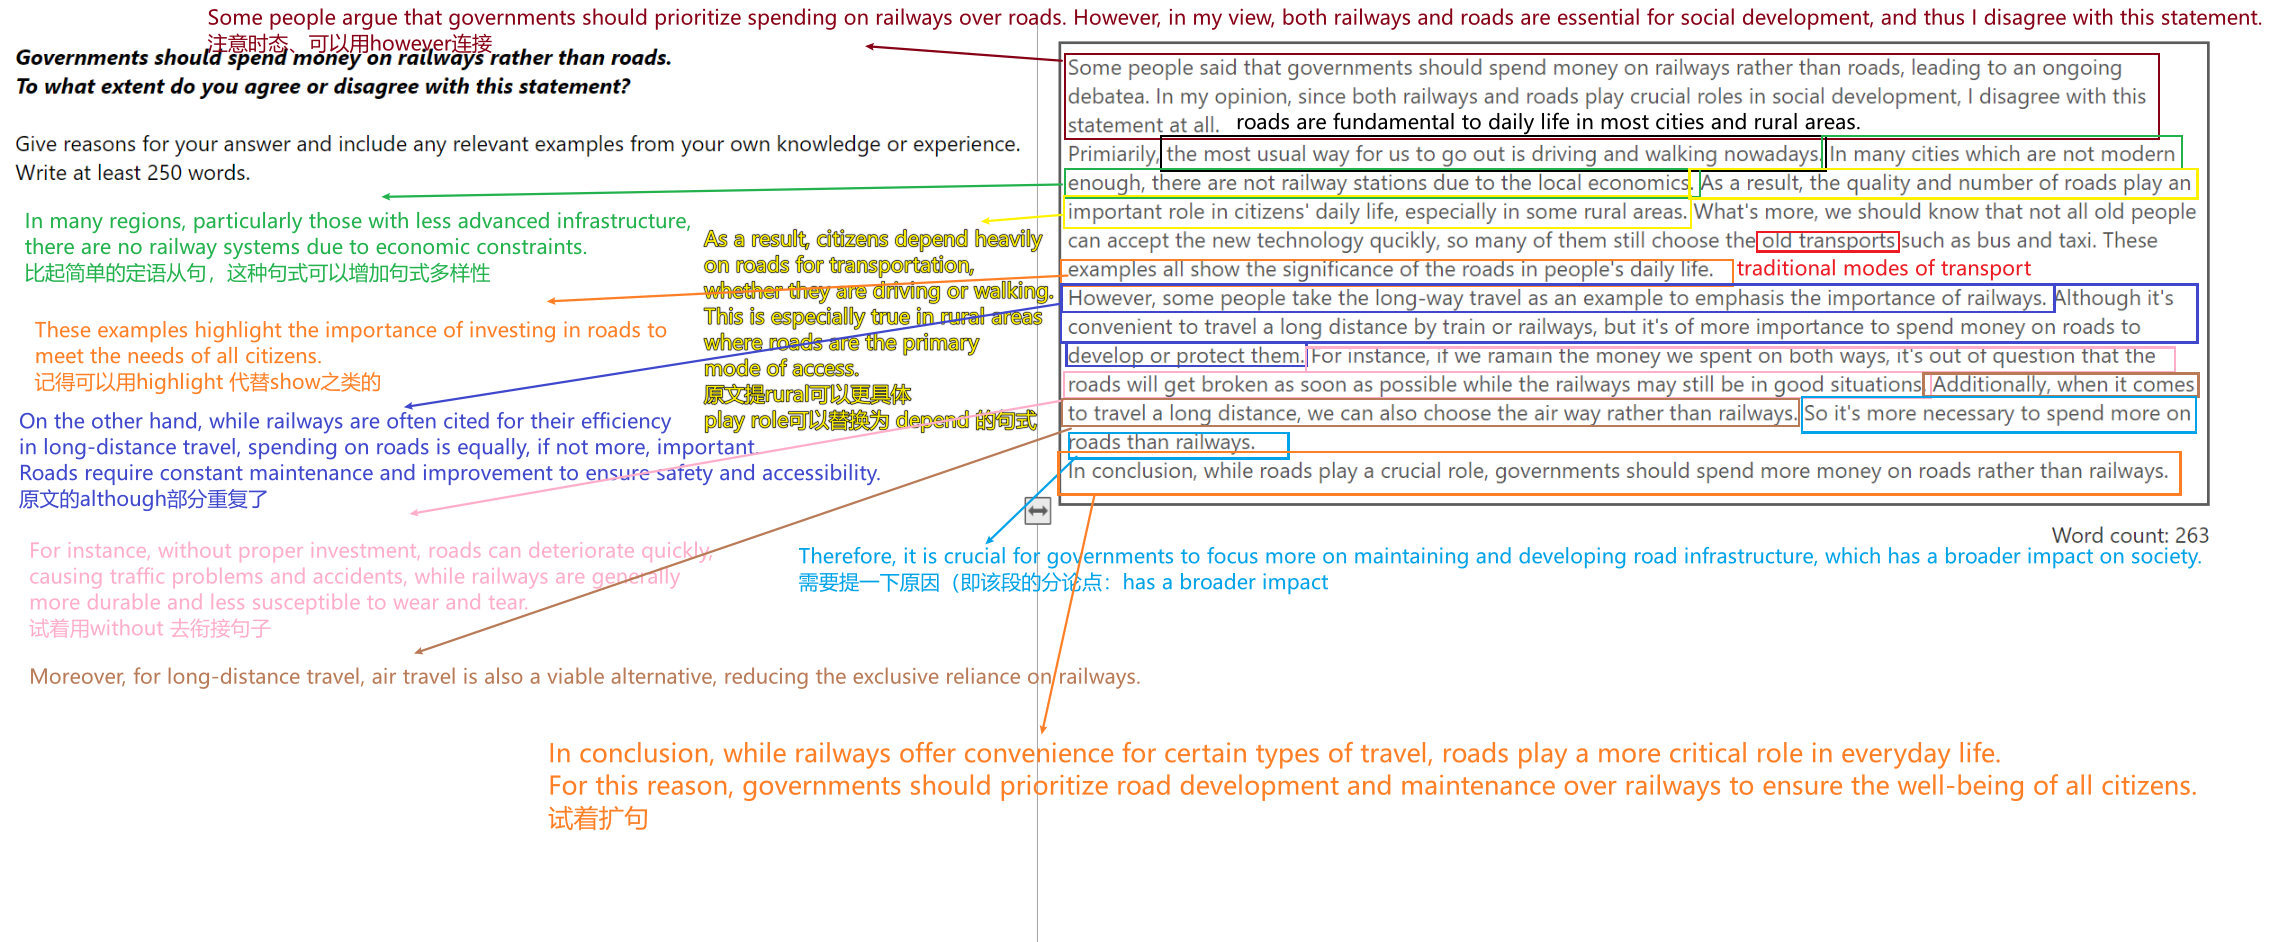 Some people argue that governments should prioritize spending on railways over roads. However, in my view, both railways and roads are essential for social development, and thus I disagree with this statement.
注意时态、可以用however连接
Governments should spend money on railways rather than roads.
To what extent do you agree or disagree with this statement?
Give reasons for your answer and include any relevant examples from your own knowledge or experience.
Write at least 250 words.
In many regions, particularly those with less advanced infrastructure,
there are no railway systems due to economic constraints.
比起简单的定语从句，这种句式可以增加句式多样性
These examples highlight the importance of investing in roads to
meet the needs of all citizens.
记得可以用highlight 代替show之类的
On the other hand, while railways are often cited for their efficiency
in long-distance travel, spending on roads is equally, if not more, important.
Roads require constant maintenance and improvement to ensure safety and accessibility.
原文的although部分重复了
For instance, without proper investment, roads can deteriorate quickly,
causing traffic problems and accidents, while railways are generally
more durable and less susceptible to wear and tear.
试着用without 去衔接句子
Moreover, for long-distance travel, air travel is also a viable alternative, reducing the exclusive reliance on railways.
As a result, citizens depend heavily
on roads for transportation,
whether they are driving or walking.
This is especially true in rural areas
where roads are the primary
mode of access.
原文提rural可以更具体
play role可以替换为 depend 的句式
Some people said that governments should spend money on railways rather than roads, leading to an ongoing
debatea. In my opinion, since both railways and roads play crucial roles in social development, I disagree with this
statement at all.
roads are fundamental to daily life in most cities and rural areas.
Primiarily, the most usual way for us to go out is driving and walking nowadays. In many cities which are not modern
enough, there are not railway stations due to the local economics. As a result, the quality and number of roads play an
important role in citizens' daily life, especially in some rural areas. What's more, we should know that not all old people
can accept the new technology qucikly, so many of them still choose the old transports such as bus and taxi. These
examples all show the significance of the roads in people's daily life.
traditional modes of transport
However, some people take the long-way travel as an example to emphasis the importance of railways. Although it's
convenient to travel a long distance by train or railways, but it's of more importance to spend money on roads to
develop or protect them. For instance, if we ramain the money we spent on both ways, it's out of question that the
roads will get broken as soon as possible while the railways may still be in good situations. Additionally, when it comes
to travel a long distance, we can also choose the air way rather than railways. So it's more necessary to spend more on
roads than railways.
In conclusion, while roads play a crucial role, governments should spend more money on roads rather than railways.
Word count: 263
Therefore, it is crucial for governments to focus more on maintaining and developing road infrastructure, which has a broader impact on society.
需要提一下原因（即该段的分论点：has a broader impact
In conclusion, while railways offer convenience for certain types of travel, roads play a more critical role in everyday life.
For this reason, governments should prioritize road development and maintenance over railways to ensure the well-being of all citizens.
试着扩句